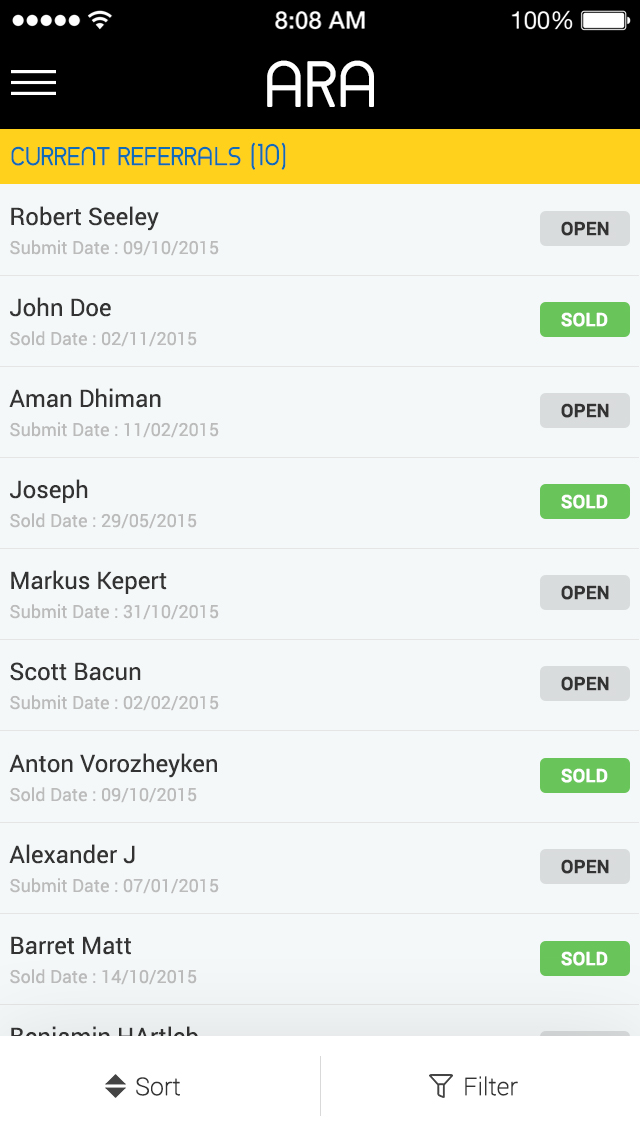 8:08 AM 100%
ARA
CURRENT REFERRALS (10)
Robert Seeley
Submit Date : 09/10/2015
OPEN
John Doe
Sold Date : 02/11/2015
SOLD
Aman Dhiman
Submit Date : 11/02/2015
OPEN
Joseph
Sold Date : 29/05/2015
SOLD
Markus Kepert
Submit Date : 31/10/2015
OPEN
Scott Bacun
Submit Date : 02/02/2015
OPEN
Anton Vorozheyken
Sold Date : 09/10/2015
SOLD
Alexander J
Submit Date : 07/01/2015
OPEN
Barret Matt
Sold Date : 14/10/2015
SOLD
Benjamin HArtleb
Sort
Filter